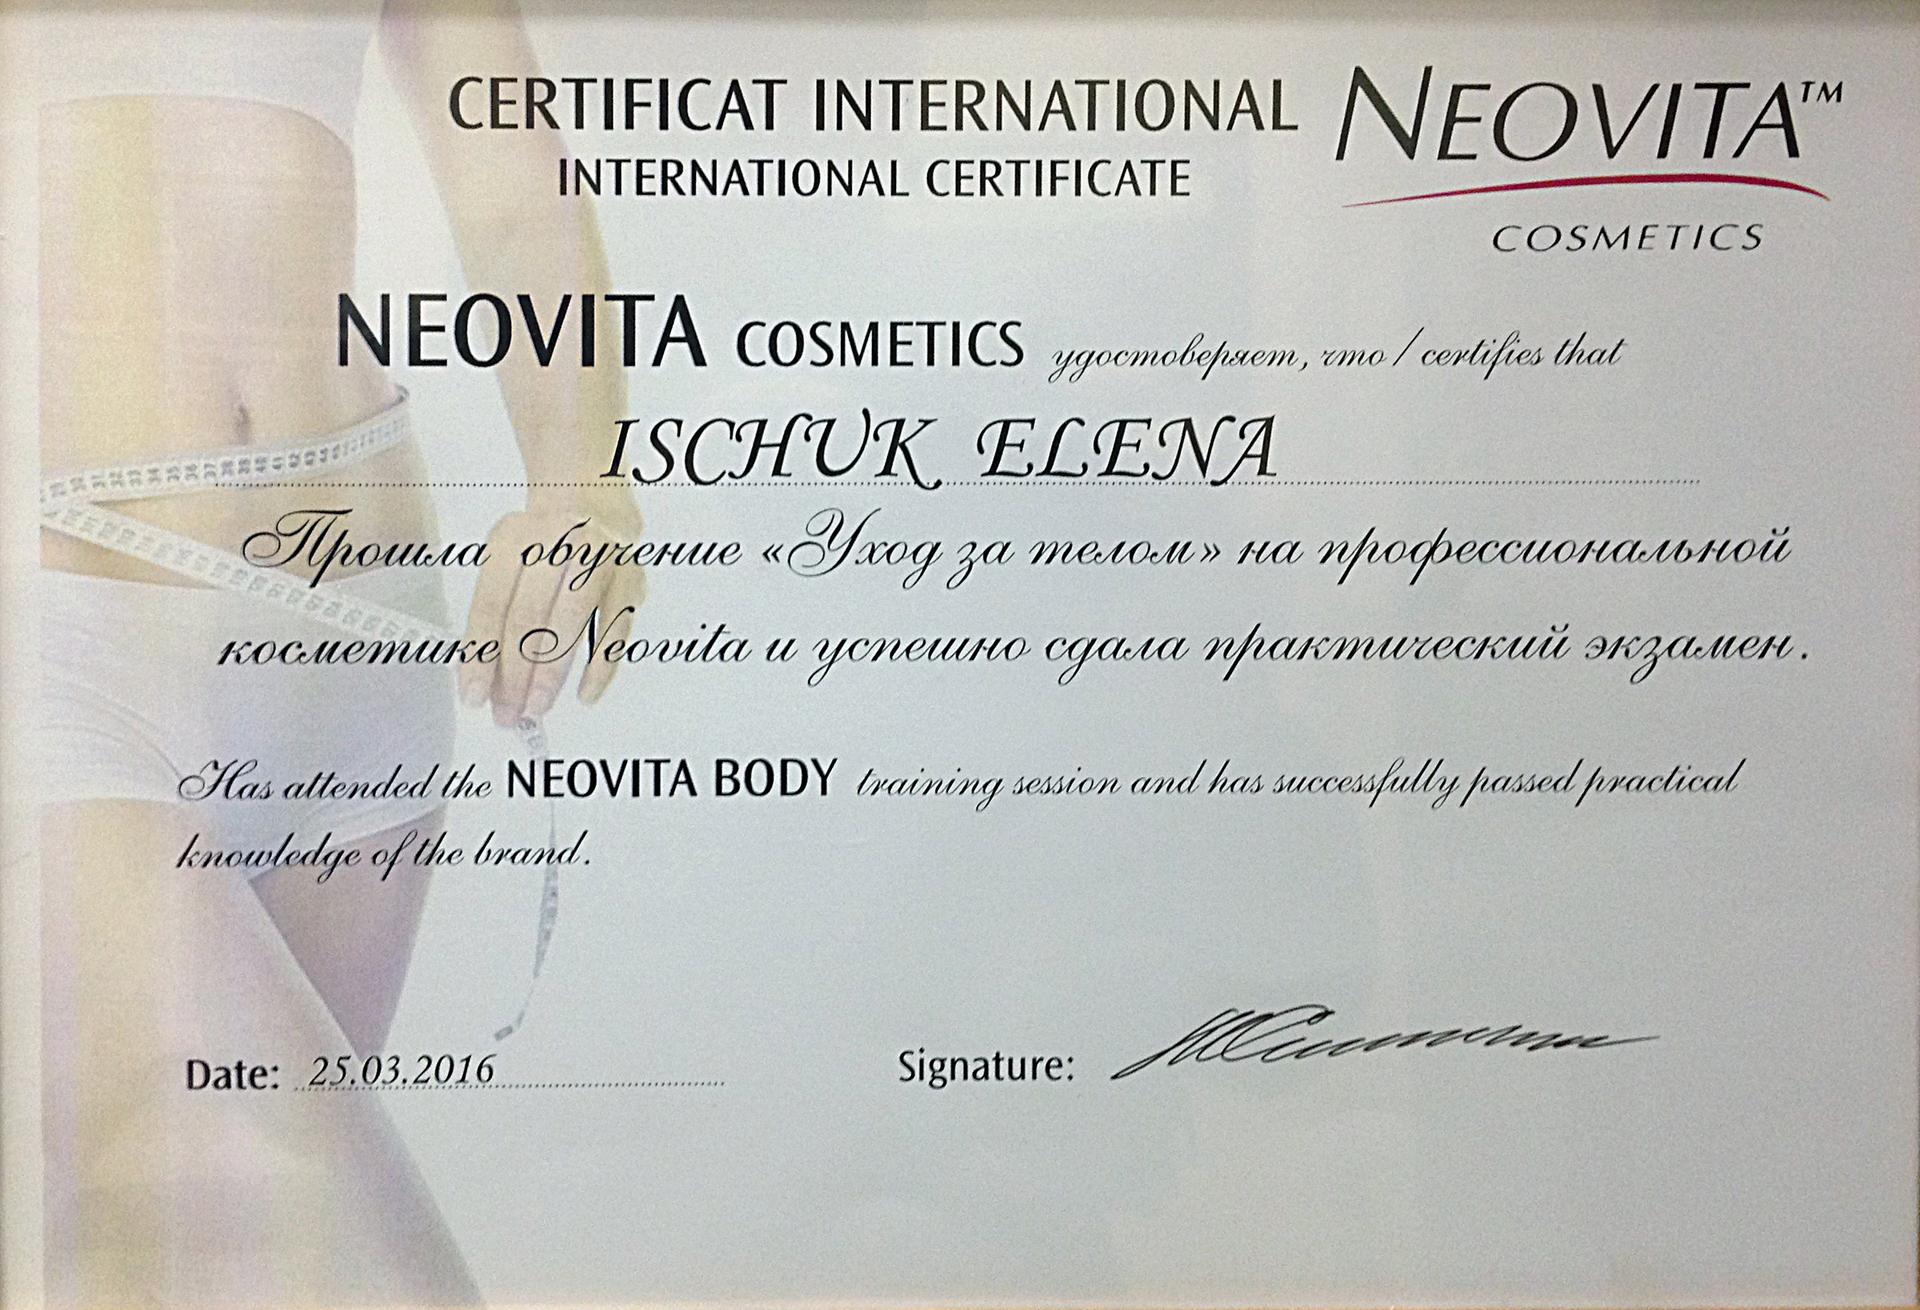 CERTIFICAT INTERNATIONAL
INTERNATIONAL CERTIFICATE
NEOVITA™
COSMETICS
NEOVITA COSMETICS удостоверяет, что / certifies that
ISCHUK ELENA
Прошла обучение «Уход за телом» на профессиональной
косметике Neovita и успешно сдала практический экзамен.
Has attended the NEOVITA BODY training session and has successfully passed practical
knowledge of the brand.
Date: 25.03.2016
Signature: